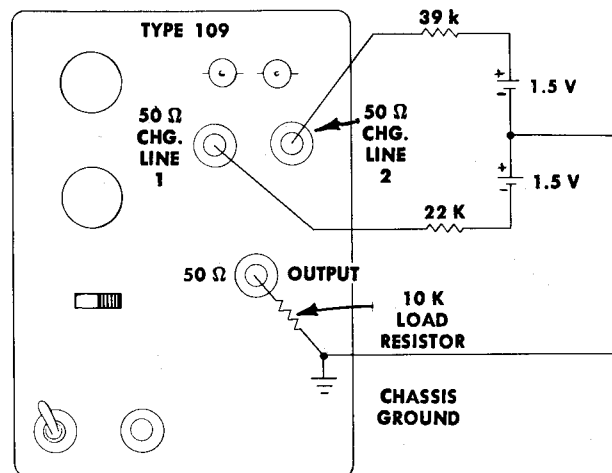 TYPE 109
39 k
+
-
1.5 V
50 Ω
CHG.
LINE
1
50 Ω
CHG.
LINE
2
+
-
1.5 V
22 K
50 Ω
OUTPUT
10 K
LOAD
RESISTOR
CHASSIS
GROUND